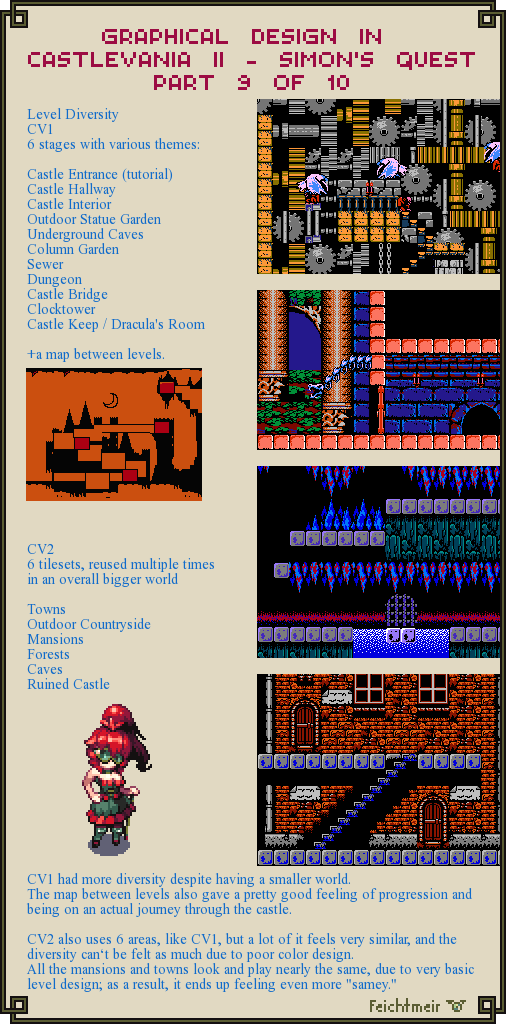 GRAPHICAL DESIGN IN
CASTLEVANIA II - SIMON'S QUEST
PART 9 OF 10
Level Diversity
CV1
6 stages with various themes:
Castle Entrance (tutorial)
Castle Hallway
Castle Interior
Outdoor Statue Garden
Underground Caves
Column Garden
Sewer
Dungeon
Castle Bridge
Clocktower
Castle Keep / Dracula's Room
+a map between levels.
CV2
6 tilesets, reused multiple times
in an overall bigger world
Towns
Outdoor Countryside
Mansions
Forests
Caves
Ruined Castle
CV1 had more diversity despite having a smaller world.
The map between levels also gave a pretty good feeling of progression and
being on an actual journey through the castle.
CV2 also uses 6 areas, like CV1, but a lot of it feels very similar, and the
diversity can't be felt as much due to poor color design.
All the mansions and towns look and play nearly the same, due to very basic
level design; as a result, it ends up feeling even more "samey."
Feichtmeir